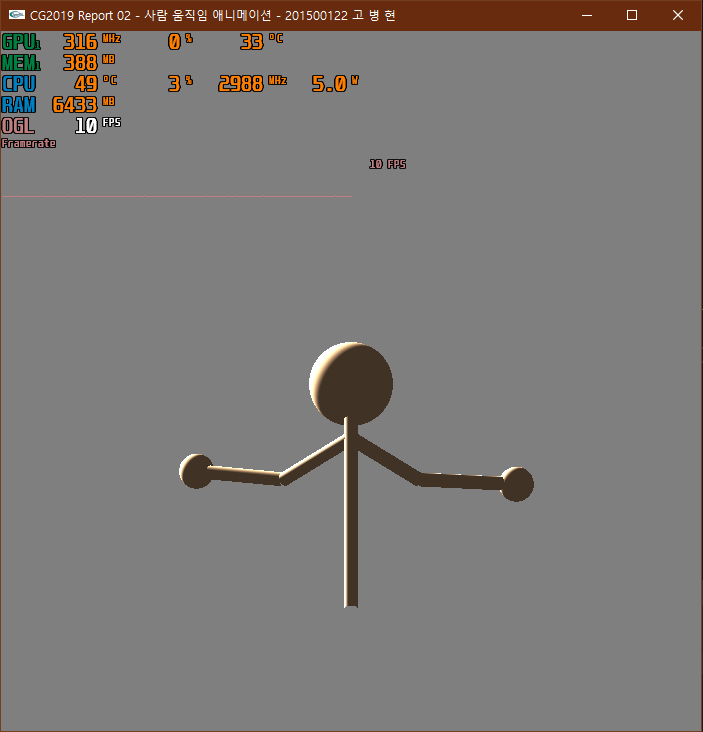 CG2019 Report 02 - 사람 움직임 애니메이션 - 201500122 고 병 현
GPU1 316 MHz 0 % 33 °C
MEM1 388 MB
CPU 49 °C 3 % 2988 MHz 5.0 W
RAM 6433 MB
OGL 10 FPS
Framerate
10 FPS